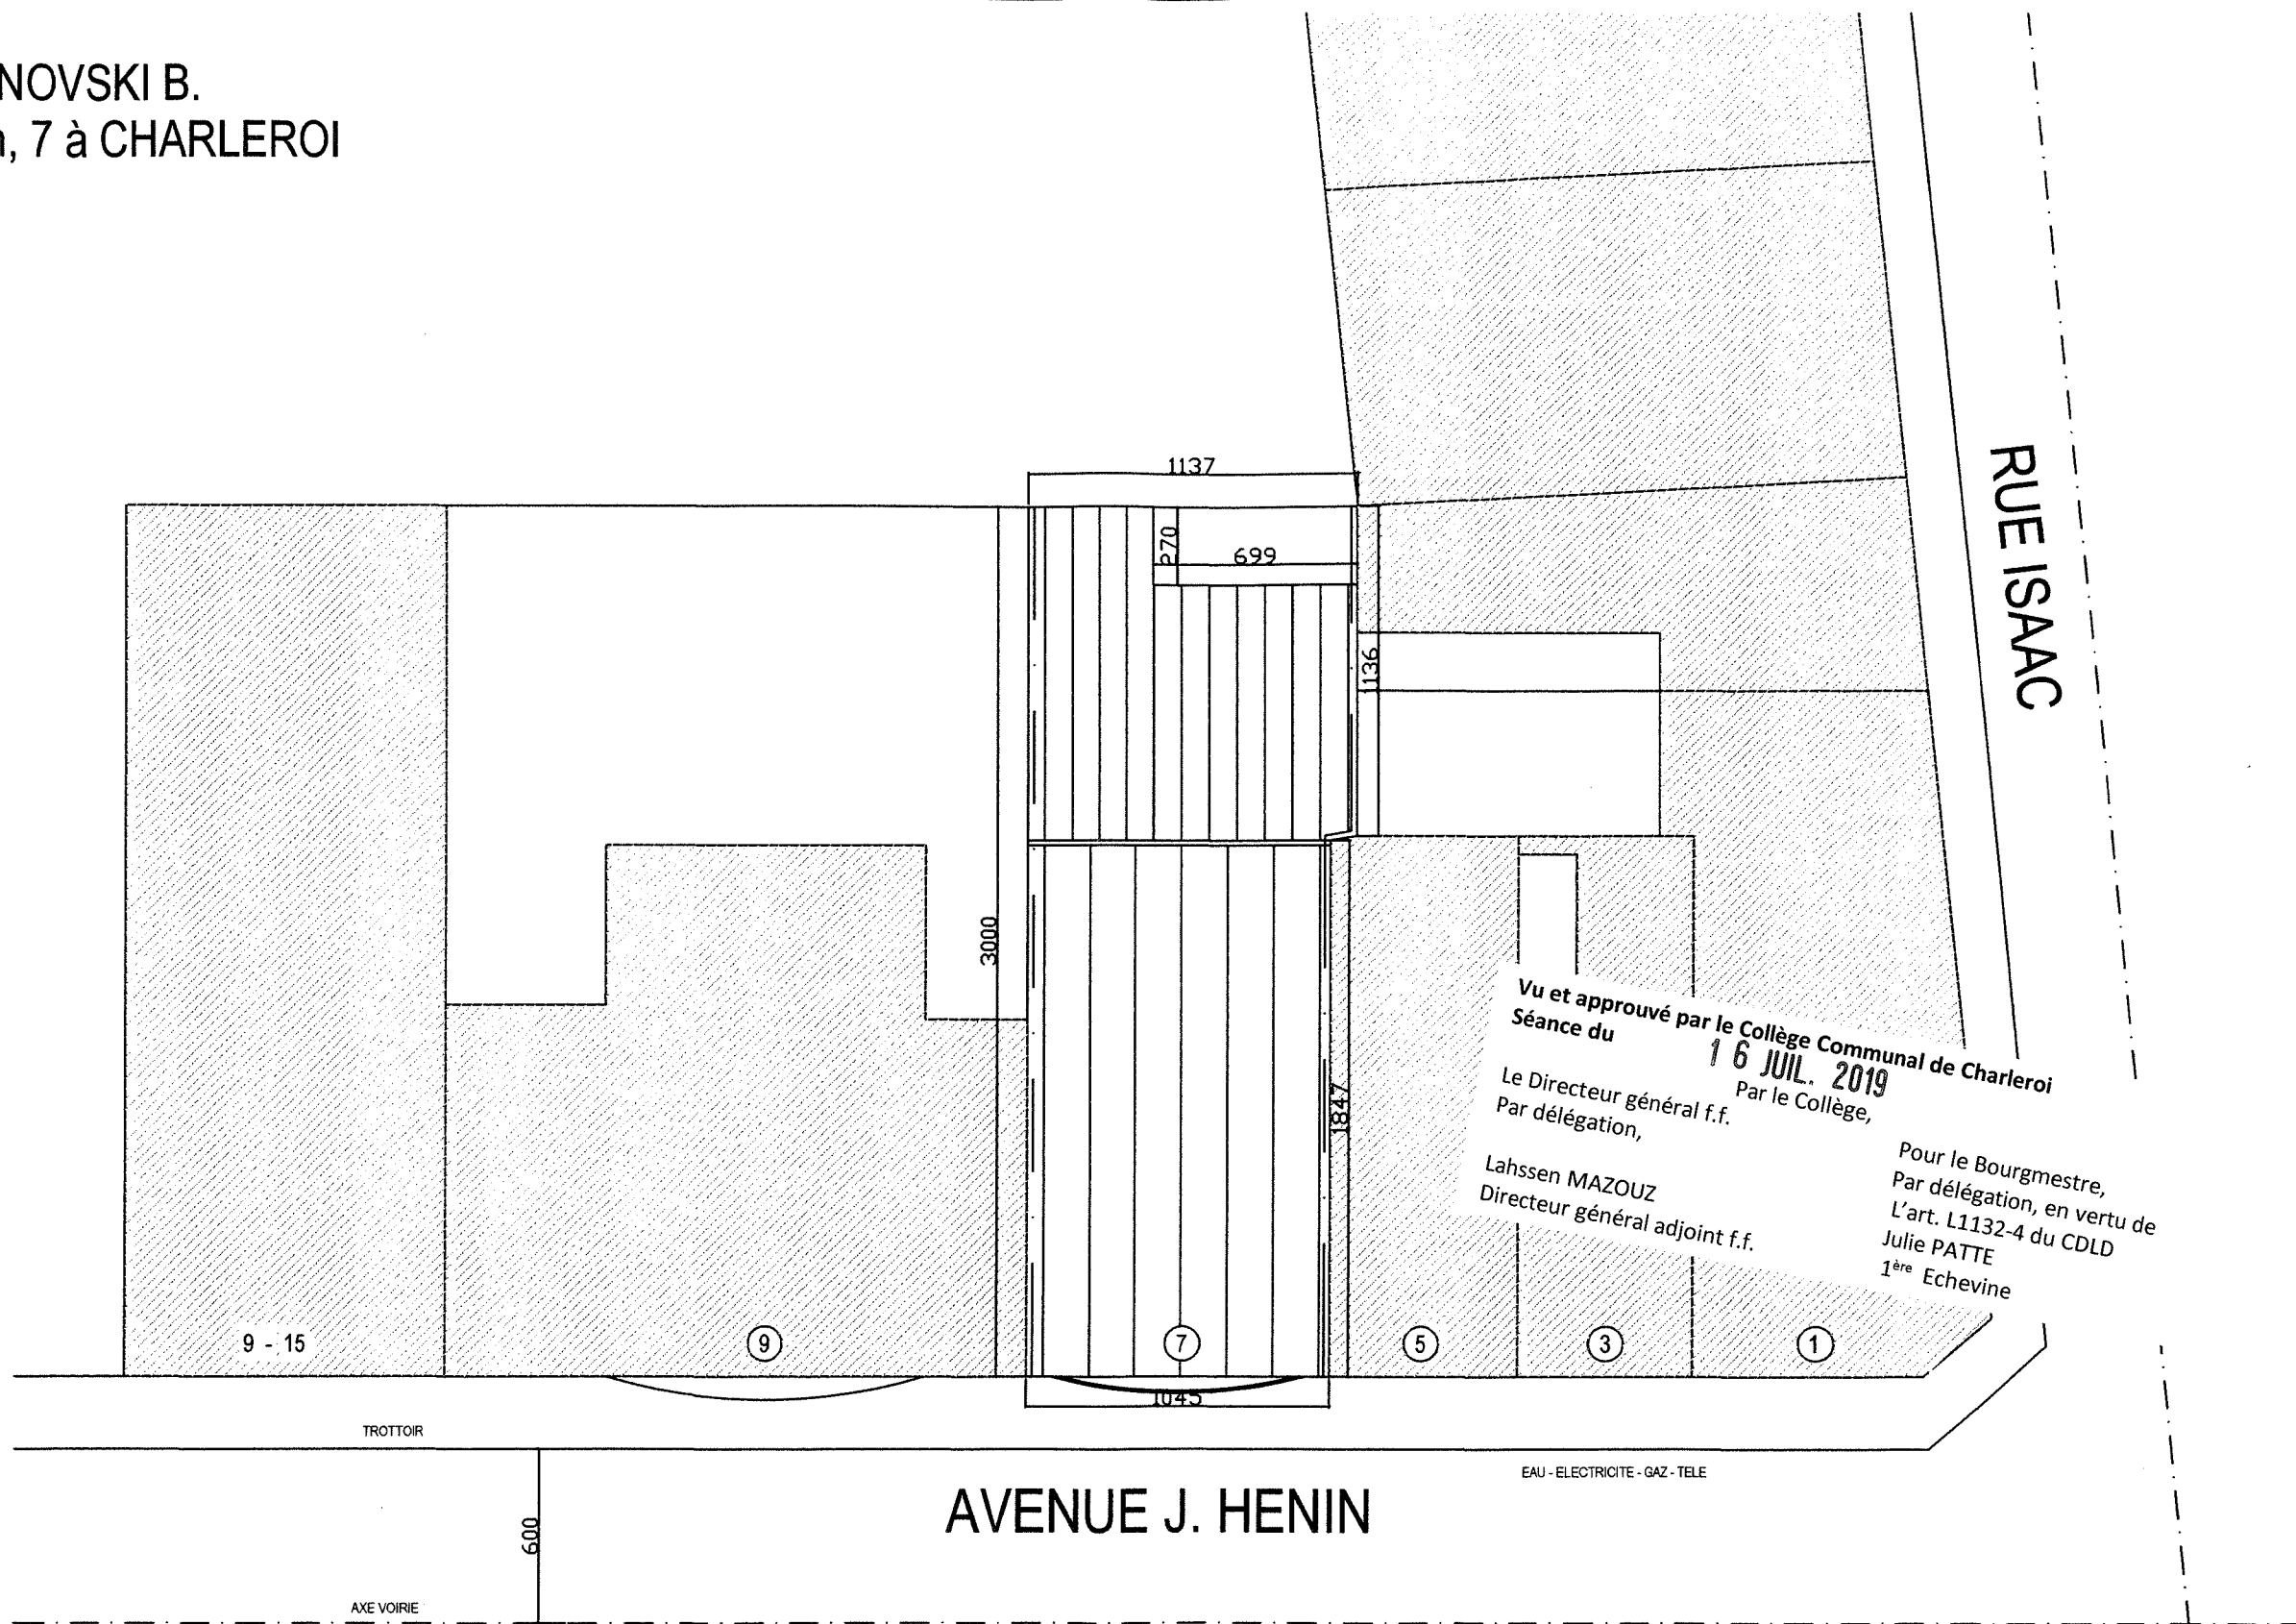 NOVSKI B.
, 7 à CHARLEROI
1137
270
699
1136
3000
1847
RUE ISAAC
Vu et approuvé par le Collège Communal de Charleroi
Séance du
16 JUIL. 2019
Le Directeur général f.f.
Par le Collège,
Par délégation,
Lahssen MAZOUZ
Directeur général adjoint f.f.
Pour le Bourgmestre,
Par délégation, en vertu de
L'art. L1132-4 du CDLD
Julie PATTE
1ère Echevine
9 - 15
9
7
5
3
1
1045
TROTTOIR
EAU - ELECTRICITE - GAZ - TELE
AVENUE J. HENIN
600
AXE VOIRIE